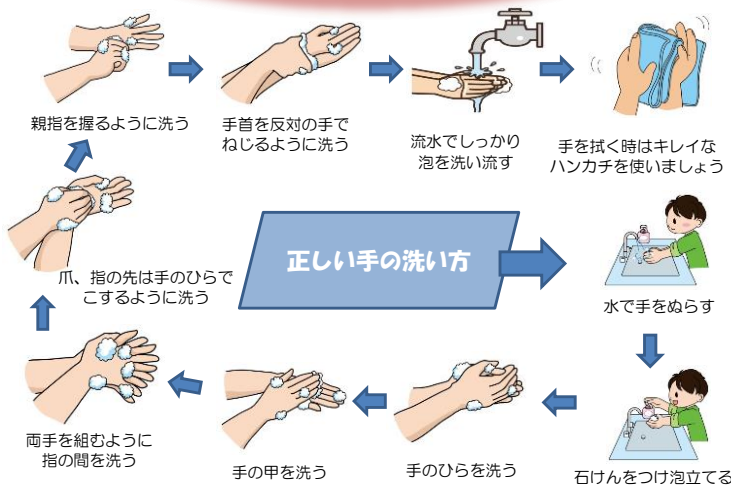 親指を握るように洗う
手首を反対の手で
ねじるように洗う
流水でしっかり
泡を洗い流す
手を拭く時はキレイな
ハンカチを使いましょう
爪、指の先は手のひらで
こするように洗う
正しい手の洗い方
水で手をぬらす
両手を組むように
指の間を洗う
手の甲を洗う
手のひらを洗う
石けんをつけ泡立てる